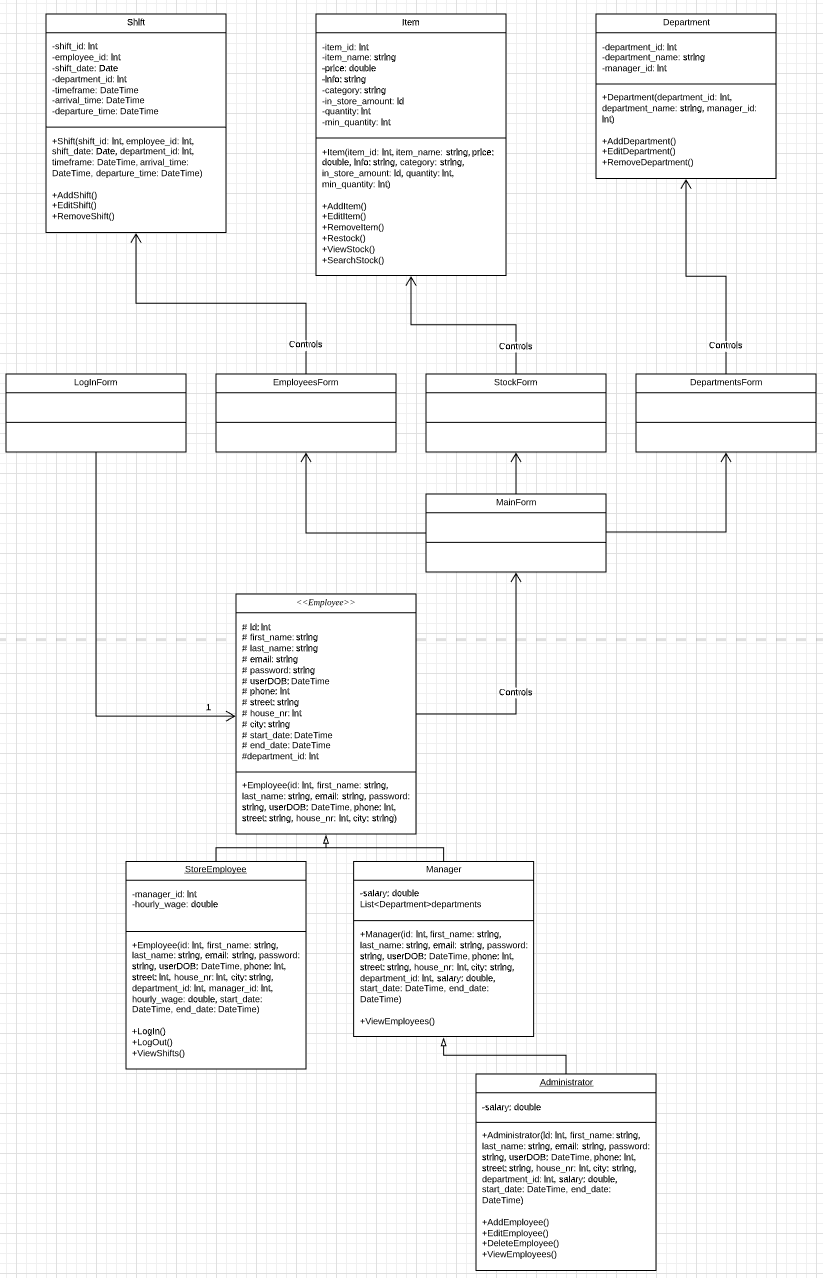 Shift
-shift_id: Int
-employee_id: Int
-shift_date: Date
-department_id: Int
-timeframe: DateTime
-arrival_time: DateTime
-departure_time: DateTime
+Shift(shift_id: Int, employee_id: Int,
shift_date: Date, department_id: Int,
timeframe: DateTime, arrival_time:
DateTime, departure_time: DateTime)
+AddShift()
+EditShift()
+RemoveShift()
Item
-item_id: Int
-item_name: string
-price: double
-info: string
-category: string
-in_store_amount: id
-quantity: Int
-min_quantity: Int
+Item(item_id: Int, item_name: string, price:
double, info: string, category: string,
in_store_amount: id, quantity: Int,
min_quantity: Int)
+AddItem()
+EditItem()
+RemoveItem()
+Restock()
+ViewStock()
+SearchStock()
Department
-department_id: Int
-department_name: string
-manager_id: Int
+Department(department_id: Int,
department_name: string, manager_id:
Int)
+AddDepartment()
+EditDepartment()
+RemoveDepartment()
Controls
Controls
Controls
LogInForm
EmployeesForm
StockForm
DepartmentsForm
MainForm
<<Employee>>
# id: Int
# first_name: string
# last_name: string
# email: string
# password: string
# userDOB: DateTime
# phone: Int
# street: string
# house_nr: Int
# city: string
# start_date: DateTime
# end_date: DateTime
#department_id: Int
+Employee(id: Int, first_name: string,
last_name: string, email: string, password:
string, userDOB: DateTime, phone: Int,
street: string, house_nr: Int, city: string)
1
Controls
StoreEmployee
-manager_id: Int
-hourly_wage: double
+Employee(id: Int, first_name: string,
last_name: string, email: string, password:
string, userDOB: DateTime, phone: Int,
street: Int, house_nr: Int, city: string,
department_id: Int, manager_id: Int,
hourly_wage: double, start_date:
DateTime, end_date: DateTime)
+LogIn()
+LogOut()
+ViewShifts()
Manager
-salary: double
List<Department>departments
+Manager(id: Int, first_name: string,
last_name: string, email: string, password:
string, userDOB: DateTime, phone: Int,
street: string, house_nr: Int, city: string,
department_id: Int, salary: double,
start_date: DateTime, end_date:
DateTime)
+ViewEmployees()
Administrator
-salary: double
+Administrator(id: Int, first_name: string,
last_name: string, email: string, password:
string, userDOB: DateTime, phone: Int,
street: string, house_nr: Int, city: string,
department_id: Int, salary: double,
start_date: DateTime, end_date:
DateTime)
+AddEmployee()
+EditEmployee()
+DeleteEmployee()
+ViewEmployees()